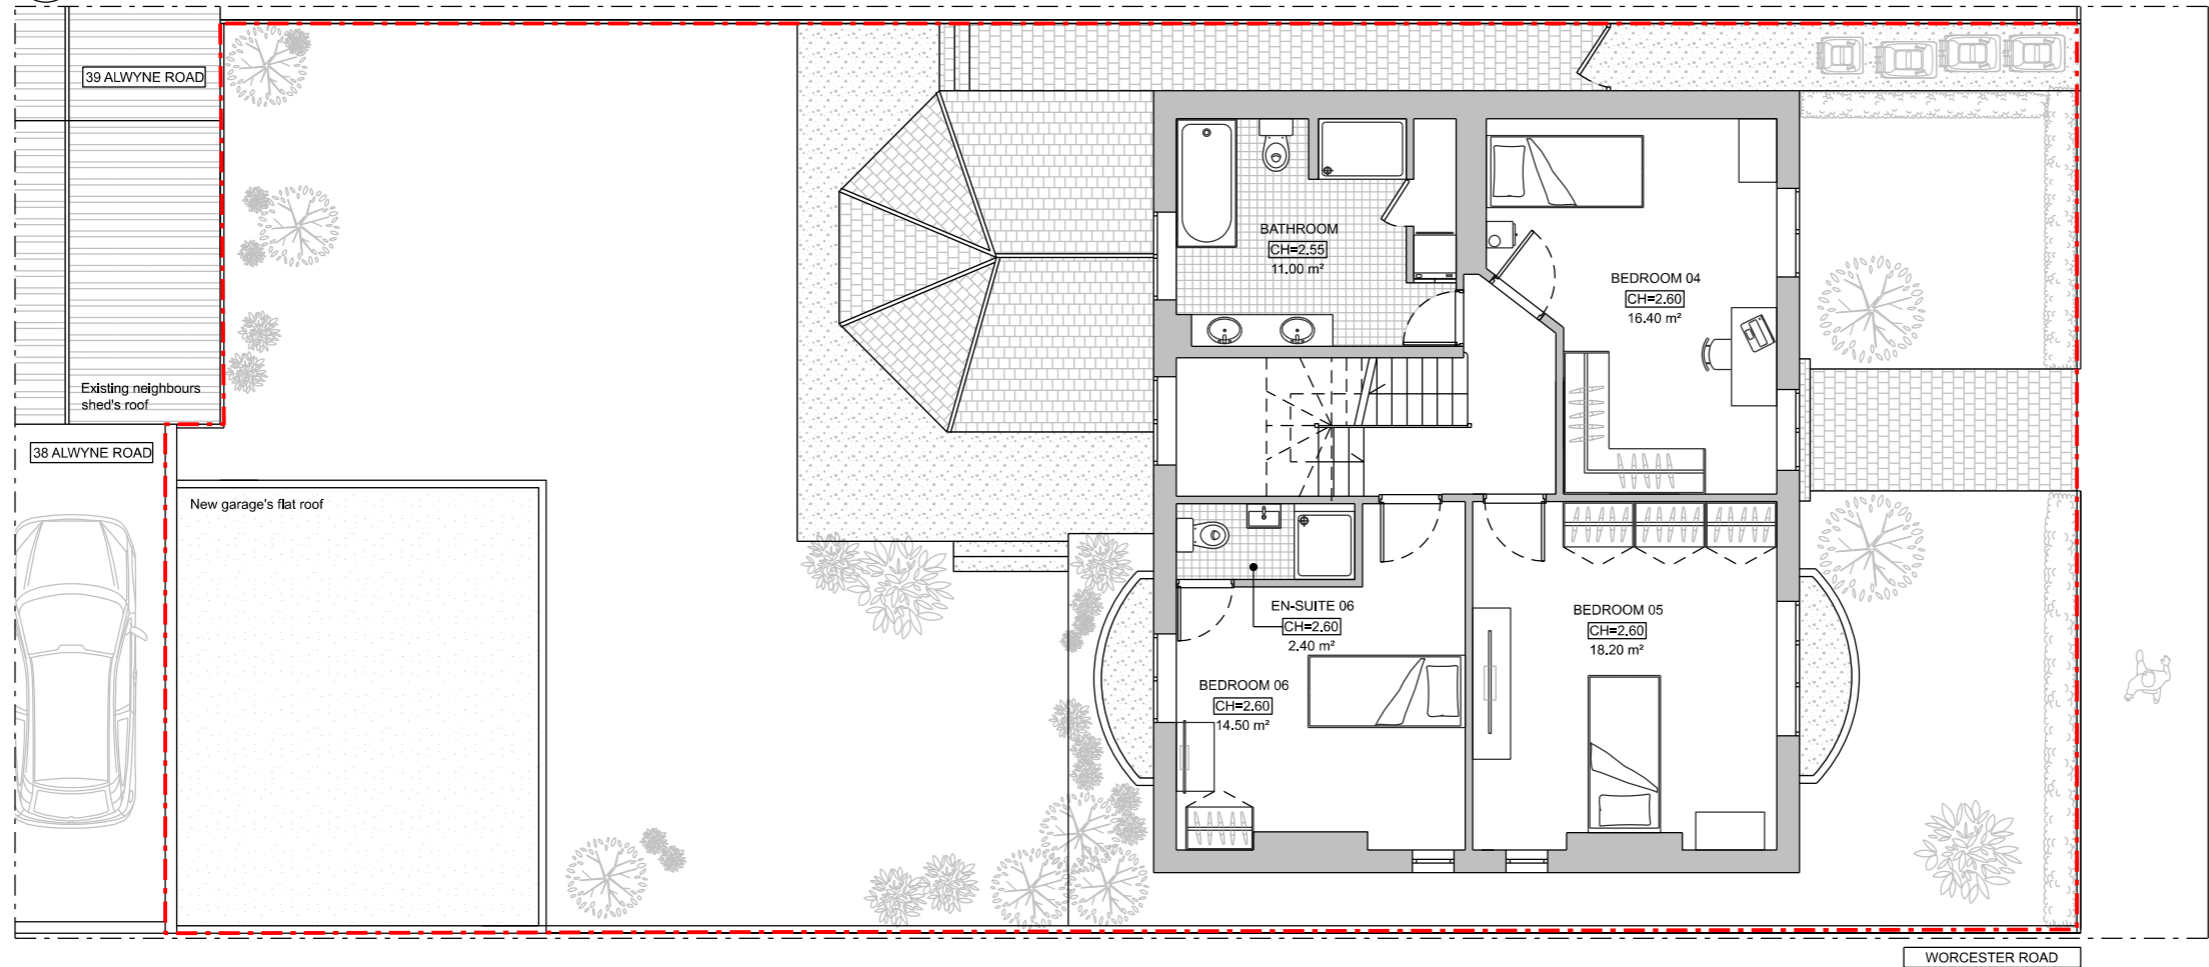 39 ALWYNE ROAD
BATHROOM
CH=2.55
11.00 m²
BEDROOM 04
CH=2.60
16.40 m²
Existing neighbours
shed's roof
38 ALWYNE ROAD
New garage's flat roof
EN-SUITE 06
CH=2.60
2.40 m²
BEDROOM 05
CH=2.60
18.20 m²
BEDROOM 06
CH=2.60
14.50 m²
WORCESTER ROAD